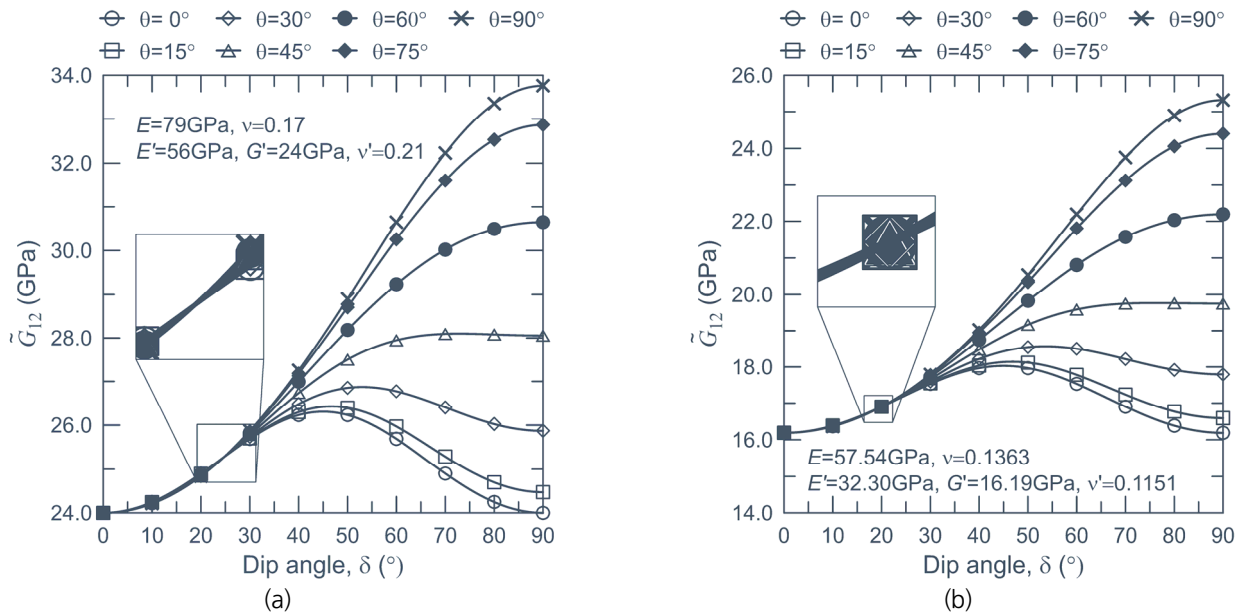 θ= 0° θ=30° θ=60° θ=90°
θ=15° θ=45° θ=75°
34.0
32.0
30.0
28.0
26.0
24.0
E=79GPa, ν=0.17
E'=56GPa, G'=24GPa, ν'=0.21
G̃12 (GPa)
0 10 20 30 40 50 60 70 80 90
Dip angle, δ (°)
(a)
θ= 0° θ=30° θ=60° θ=90°
θ=15° θ=45° θ=75°
26.0
24.0
22.0
20.0
18.0
16.0
14.0
G̃12 (GPa)
E=57.54GPa, ν=0.1363
E'=32.30GPa, G'=16.19GPa, ν'=0.1151
0 10 20 30 40 50 60 70 80 90
Dip angle, δ (°)
(b)